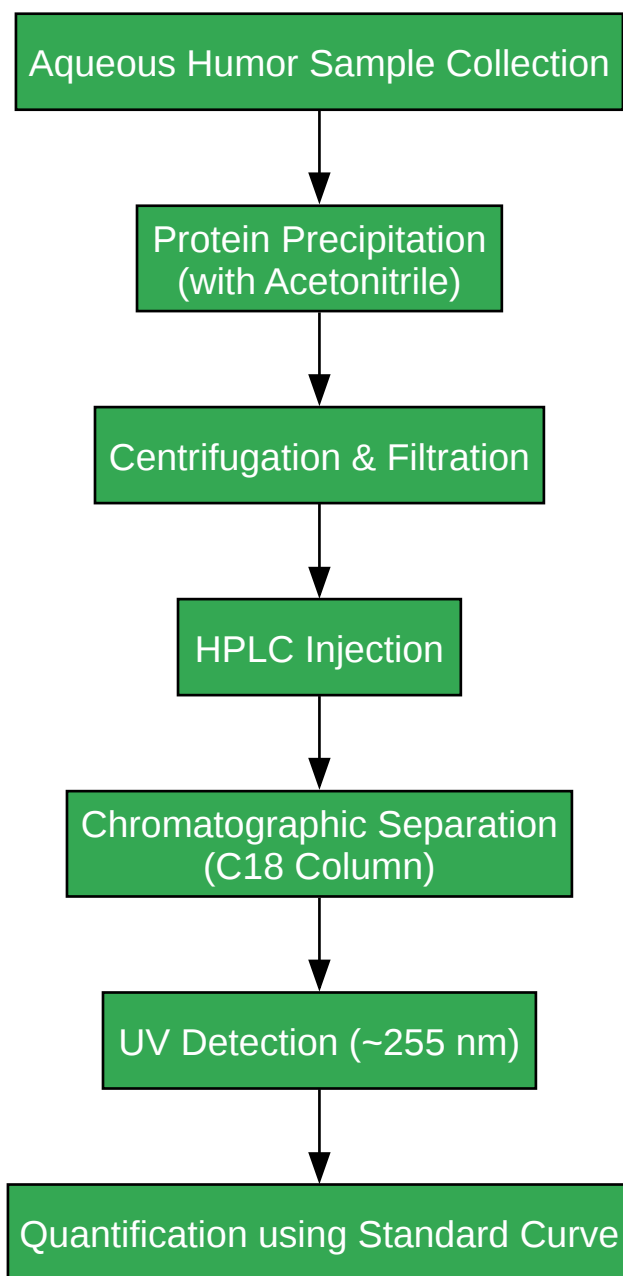 Aqueous Humor Sample Collection
Protein Precipitation
(with Acetonitrile)
Centrifugation & Filtration
HPLC Injection
Chromatographic Separation
(C18 Column)
UV Detection (~255 nm)
Quantification using Standard Curve